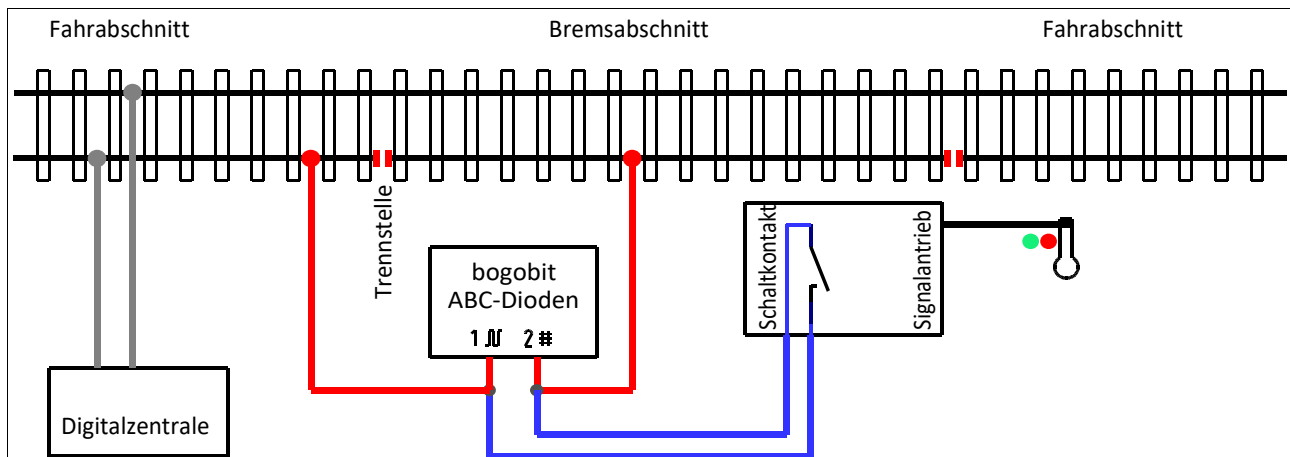 Fahrabschnitt
Bremsabschnitt
Fahrabschnitt
Trennstelle
bogobit
ABC-Dioden
1 2 #
Schaltkontakt
Signalantrieb
Digitalzentrale